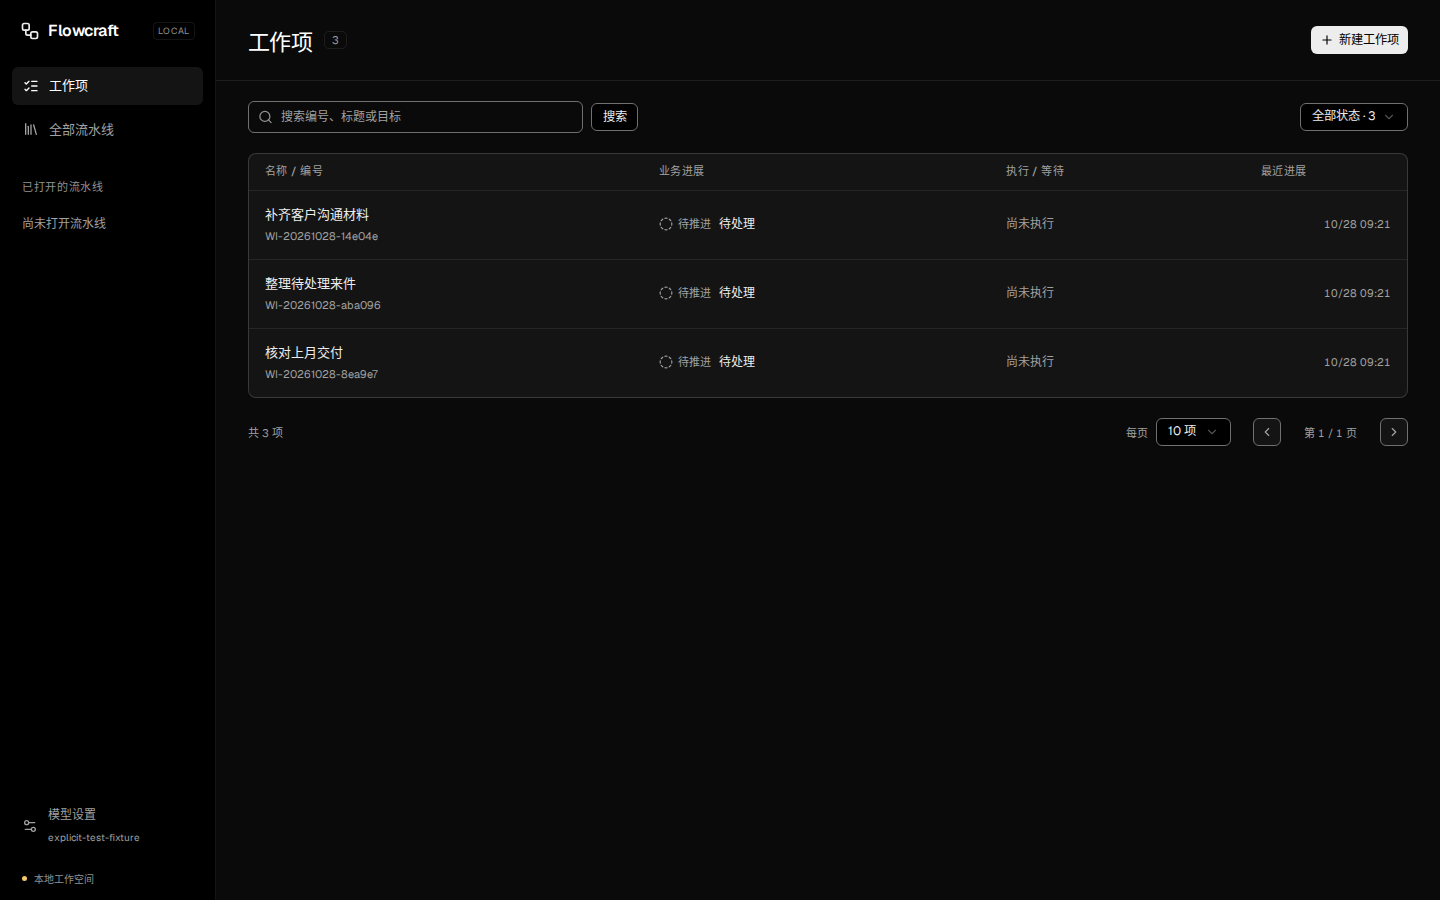 Flowcraft LOCAL
工作项
全部流水线
已打开的流水线
尚未打开流水线
模型设置
explicit-test-fixture
本地工作空间
工作项 3
新建工作项
搜索编号、标题或目标 搜索 全部状态 · 3
名称 / 编号 业务进展 执行 / 等待 最近进展
补齐客户沟通材料
WI-20261028-14e04e
待推进 待处理 尚未执行 10/28 09:21
整理待处理来件
WI-20261028-aba096
待推进 待处理 尚未执行 10/28 09:21
核对上月交付
WI-20261028-8ea9e7
待推进 待处理 尚未执行 10/28 09:21
共 3 项 每页 10 项 第 1 / 1 页